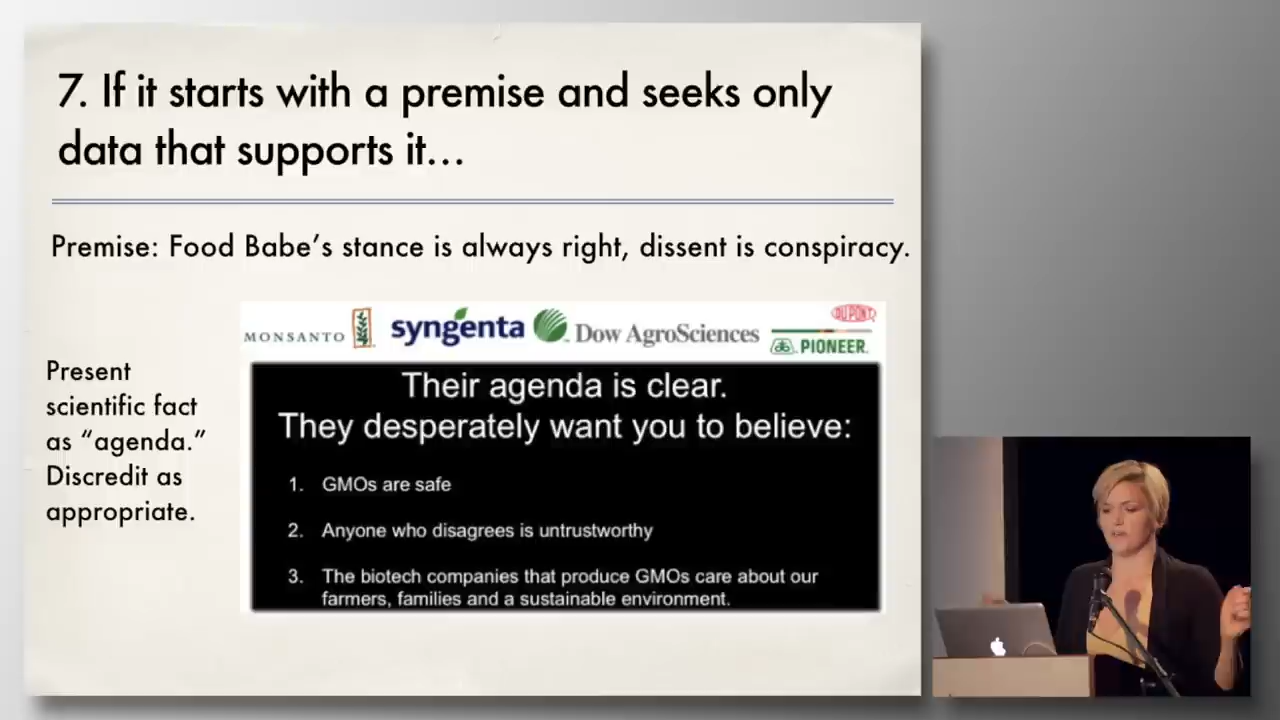 7. If it starts with a premise and seeks only
data that supports it…
Premise: Food Babe’s stance is always right, dissent is conspiracy.
MONSANTO
syngenta
Dow AgroSciences
DUPONT
PIONEER.
Present
scientific fact
as “agenda.”
Discredit as
appropriate.
Their agenda is clear.
They desperately want you to believe:
1. GMOs are safe
2. Anyone who disagrees is untrustworthy
3. The biotech companies that produce GMOs care about our
farmers, families and a sustainable environment.